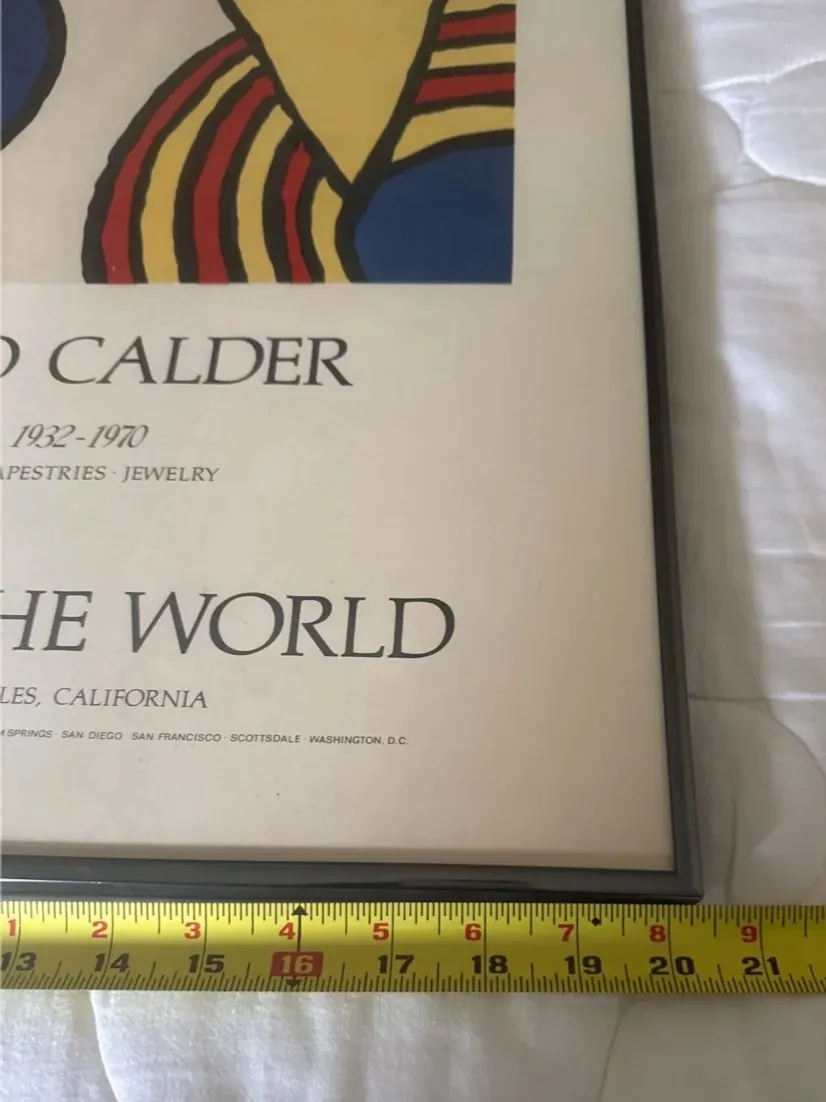 CALDER
1932-1970
APESTRIES · JEWELRY
HE WORLD
LES, CALIFORNIA
SPRINGS · SAN DIEGO SAN FRANCISCO · SCOTTSDALE · WASHINGTON, D.C.
1 2 3 4 5 6 7 8 9
13 14 15 16 17 18 19 20 21